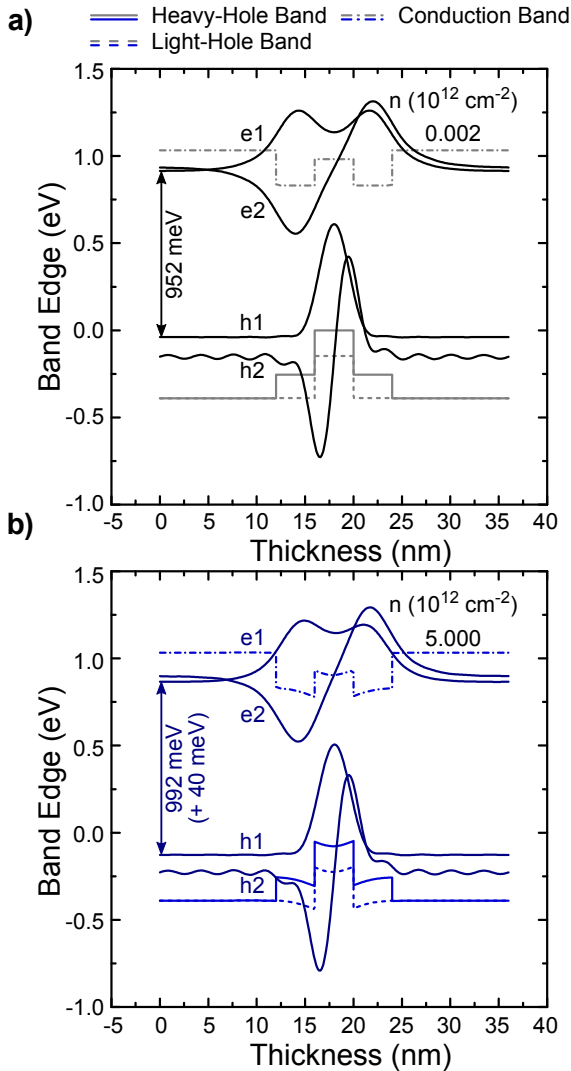 a)
Heavy-Hole Band
Conduction Band
Light-Hole Band
1.5
1.0
0.5
0.0
-0.5
-1.0
Band Edge (eV)
n (10¹² cm⁻²)
0.002
e1
e2
952 meV
h1
h2
-5
0
5
10
15
20
25
30
35
40
Thickness (nm)
b)
1.5
1.0
0.5
0.0
-0.5
-1.0
Band Edge (eV)
n (10¹² cm⁻²)
5.000
e1
e2
992 meV
(+ 40 meV)
h1
h2
-5
0
5
10
15
20
25
30
35
40
Thickness (nm)